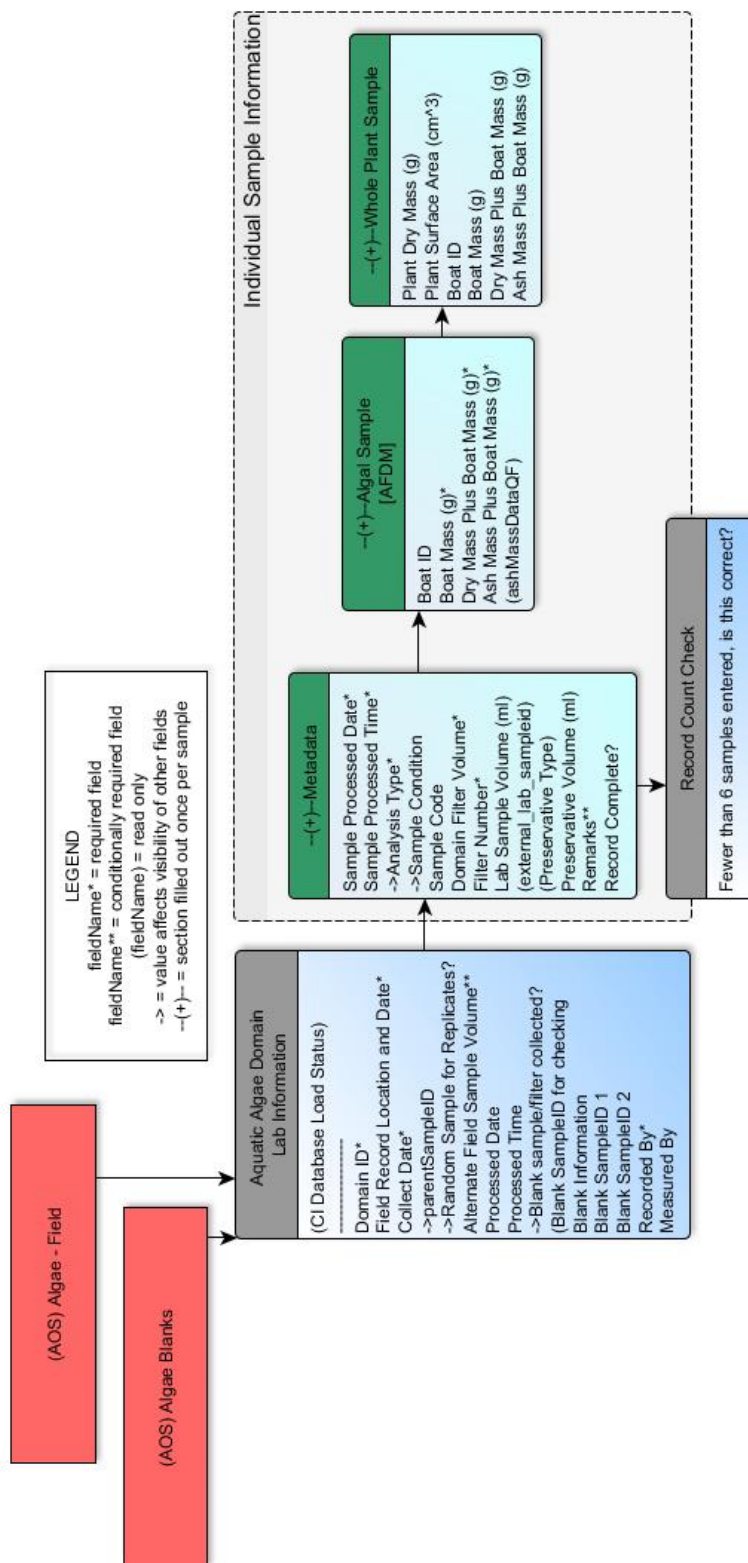 (AOS) Algae - Field
(AOS) Algae Blanks
LEGEND
fieldName* = required field
fieldName** = conditionally required field
(fieldName) = read only
-> = value affects visibility of other fields
--(+)-- = section filled out once per sample
Aquatic Algae Domain
Lab Information
(CI Database Load Status)
------------------------
Domain ID*
Field Record Location and Date*
Collect Date*
->parentSampleID
->Random Sample for Replicates?
Alternate Field Sample Volume**
Processed Date
Processed Time
->Blank sample/filter collected?
(Blank SampleID for checking
Blank Information
Blank SampleID 1
Blank SampleID 2
Recorded By*
Measured By
Individual Sample Information
--(+)--Metadata
Sample Processed Date*
Sample Processed Time*
->Analysis Type*
->Sample Condition
Sample Code
Domain Filter Volume*
Filter Number*
Lab Sample Volume (ml)
(external_lab_sampleid)
(Preservative Type)
Preservative Volume (ml)
Remarks**
Record Complete?
--(+)--Algal Sample
[AFDM]
Boat ID
Boat Mass (g)*
Dry Mass Plus Boat Mass (g)*
Ash Mass Plus Boat Mass (g)*
(ashMassDataQF)
--(+)--Whole Plant Sample
Plant Dry Mass (g)
Plant Surface Area (cm^3)
Boat ID
Boat Mass (g)
Dry Mass Plus Boat Mass (g)
Ash Mass Plus Boat Mass (g)
Record Count Check
Fewer than 6 samples entered, is this correct?